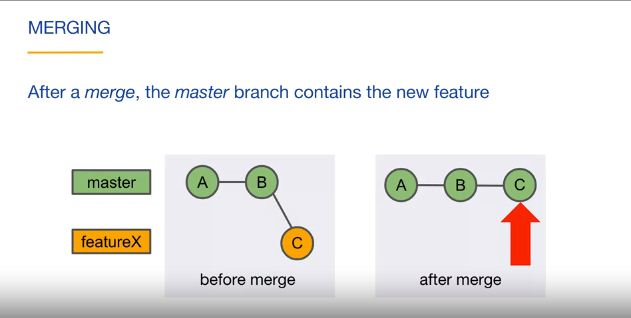 MERGING
After a merge, the master branch contains the new feature
master
A
B
A
B
C
featureX
C
before merge
after merge